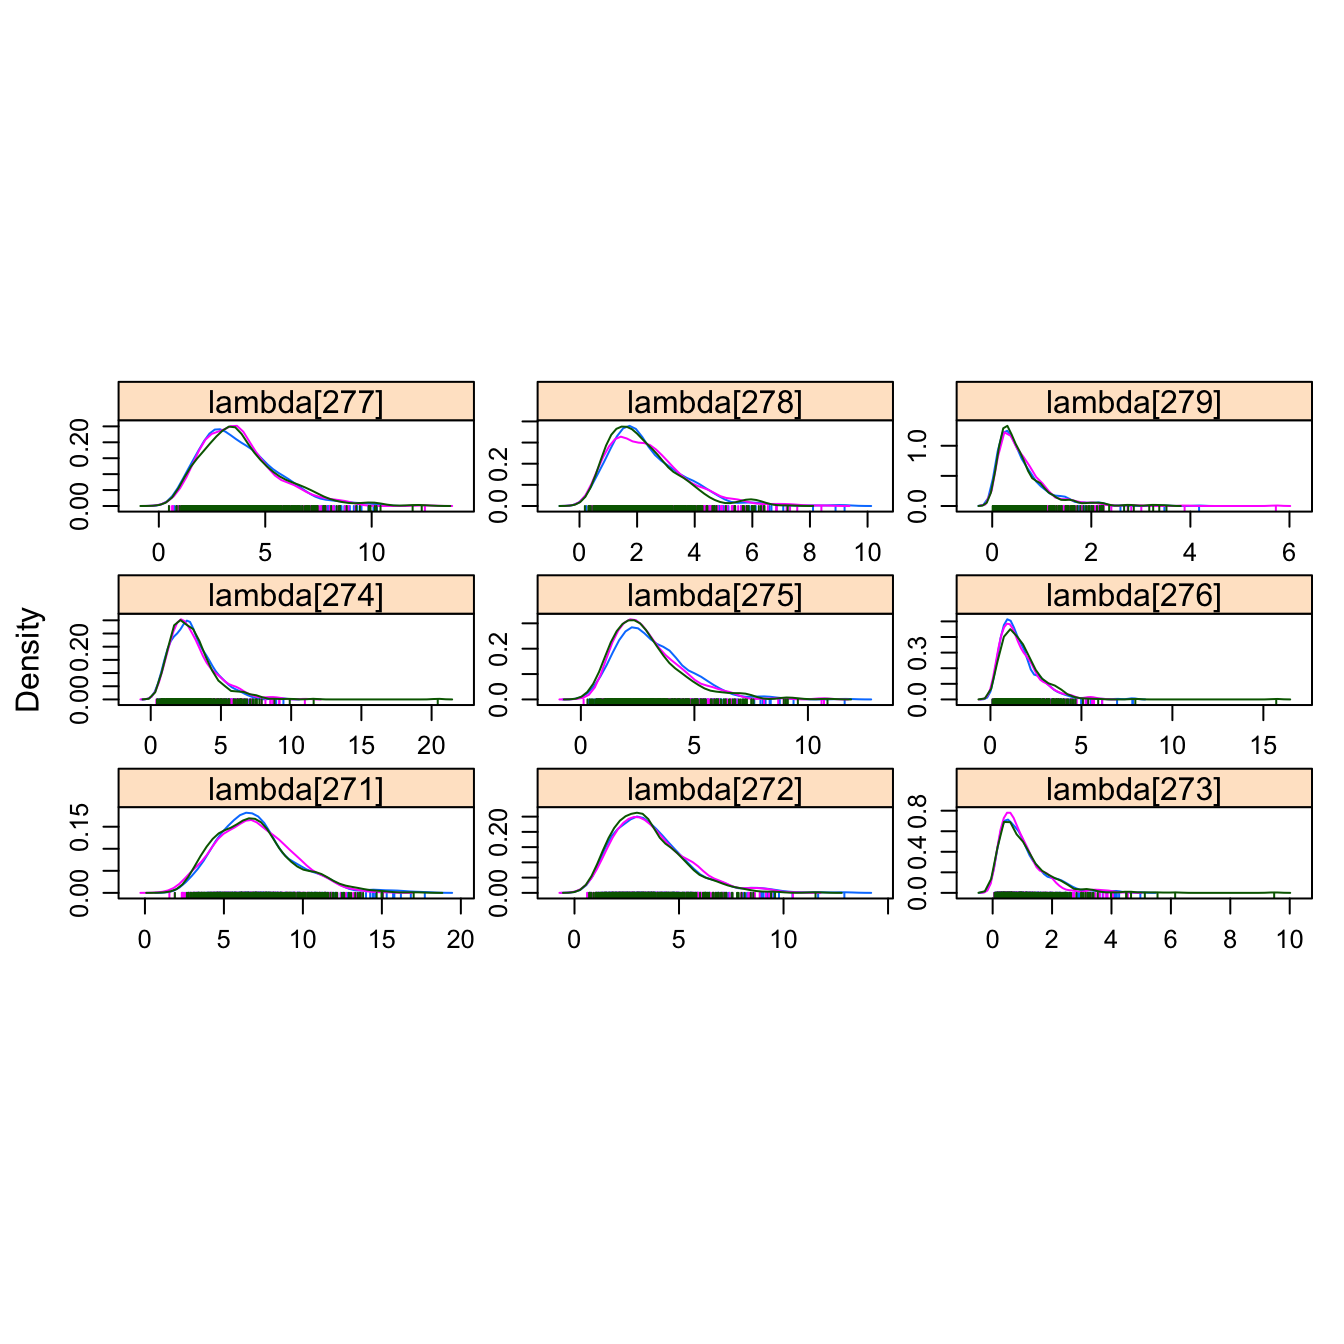 Density
lambda[277] lambda[278] lambda[279]
0.00 0.20 0.0 0.2 0.0 1.0
0 5 10 0 2 4 6 8 10 0 2 4 6
lambda[274] lambda[275] lambda[276]
0.00 0.20 0.0 0.2 0.0 0.3
0 5 10 15 20 0 5 10 0 5 10 15
lambda[271] lambda[272] lambda[273]
0.00 0.15 0.00 0.20 0.0 0.4 0.8
0 5 10 15 20 0 5 10 0 2 4 6 8 10